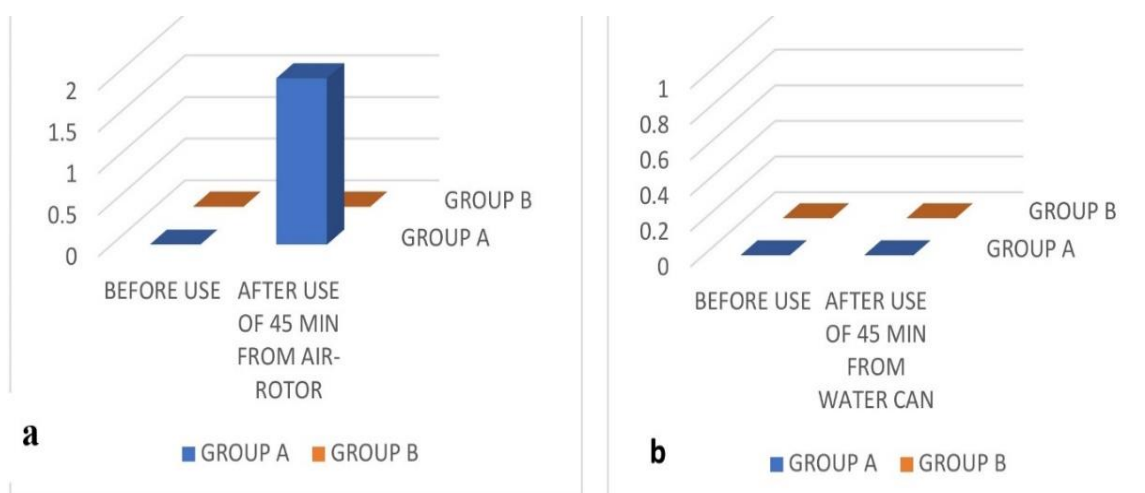 2
1.5
1
0.5
0
GROUP B
GROUP A
BEFORE USE
AFTER USE
OF 45 MIN
FROM AIR-
ROTOR
a
GROUP A
GROUP B
1
0.8
0.6
0.4
0.2
0
GROUP B
GROUP A
BEFORE USE
AFTER USE
OF 45 MIN
FROM
WATER CAN
b
GROUP A
GROUP B